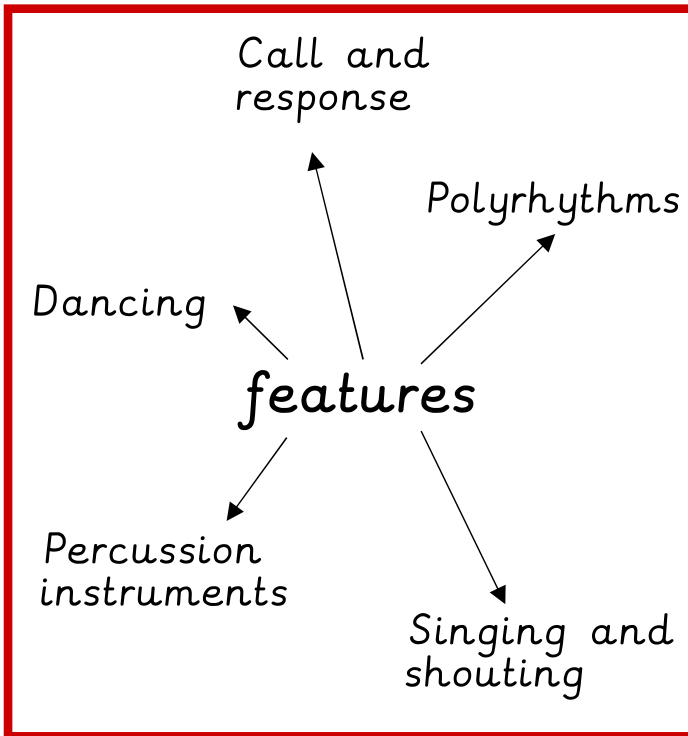 Call and
response
Polyrhythms
Dancing
features
Percussion
instruments
Singing and
shouting